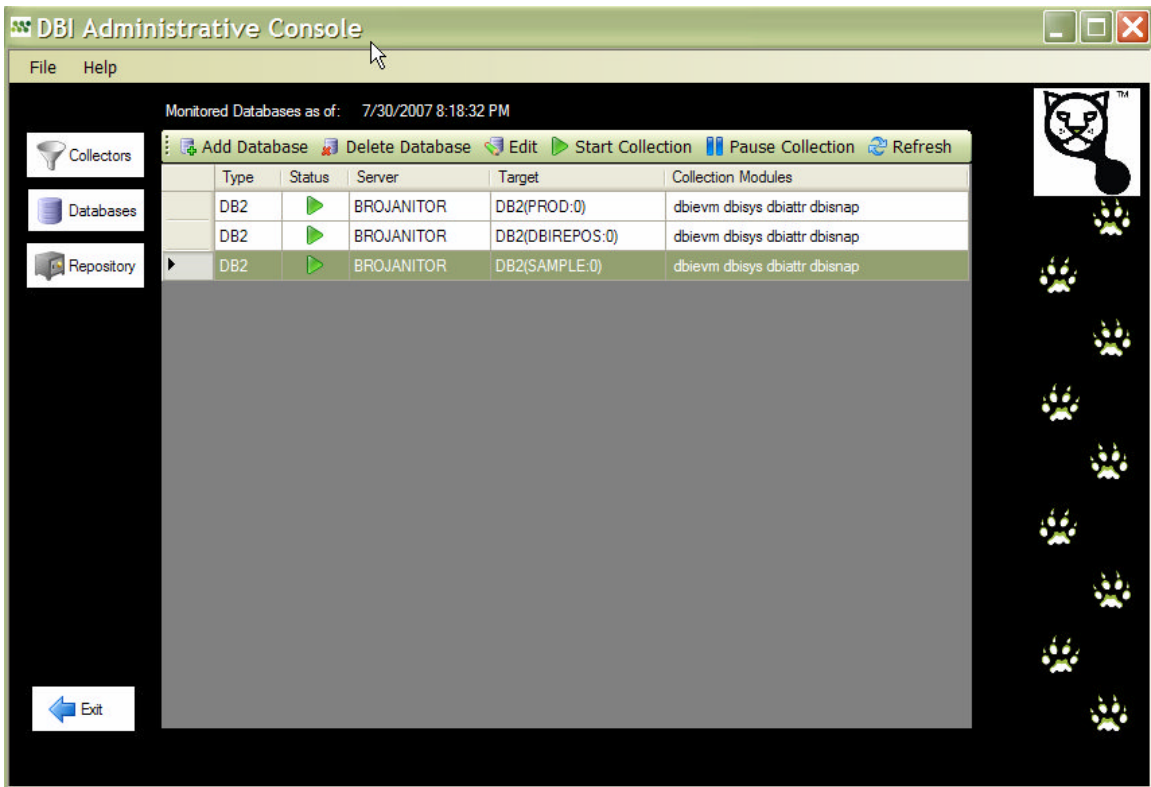 DBI Administrative Console
File Help
Monitored Databases as of: 7/30/2007 8:18:32 PM
TM
Collectors
Databases
Repository
Add Database Delete Database Edit Start Collection Pause Collection Refresh
Type Status Server Target Collection Modules
DB2 BROJANITOR DB2(PROD:0) dbievm dbisys dbiattr dbisnap
DB2 BROJANITOR DB2(DBIREPOS:0) dbievm dbisys dbiattr dbisnap
DB2 BROJANITOR DB2(SAMPLE:0) dbievm dbisys dbiattr dbisnap
Exit